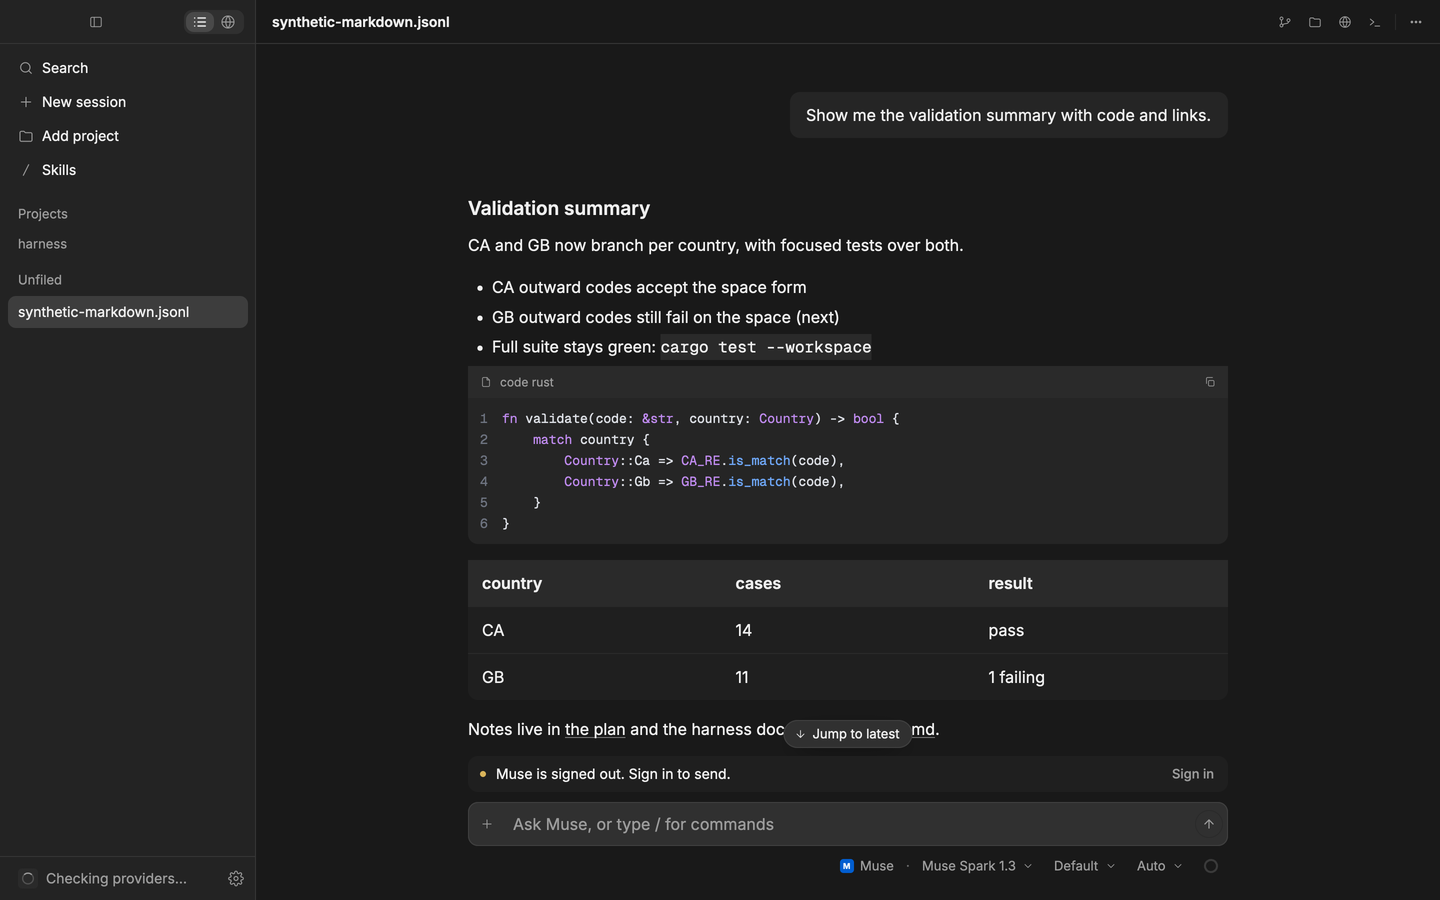 synthetic-markdown.jsonl
Search
New session
Add project
Skills
Projects
harness
Unfiled
synthetic-markdown.jsonl
Checking providers...
Show me the validation summary with code and links.
Validation summary
CA and GB now branch per country, with focused tests over both.
• CA outward codes accept the space form
• GB outward codes still fail on the space (next)
• Full suite stays green: cargo test --workspace
code rust
1 fn validate(code: &str, country: Country) -> bool {
2     match country {
3         Country::Ca => CA_RE.is_match(code),
4         Country::Gb => GB_RE.is_match(code),
5     }
6 }
country cases result
CA 14 pass
GB 11 1 failing
Notes live in the plan and the harness doc md.
Jump to latest
Muse is signed out. Sign in to send. Sign in
Ask Muse, or type / for commands
M Muse · Muse Spark 1.3 Default Auto